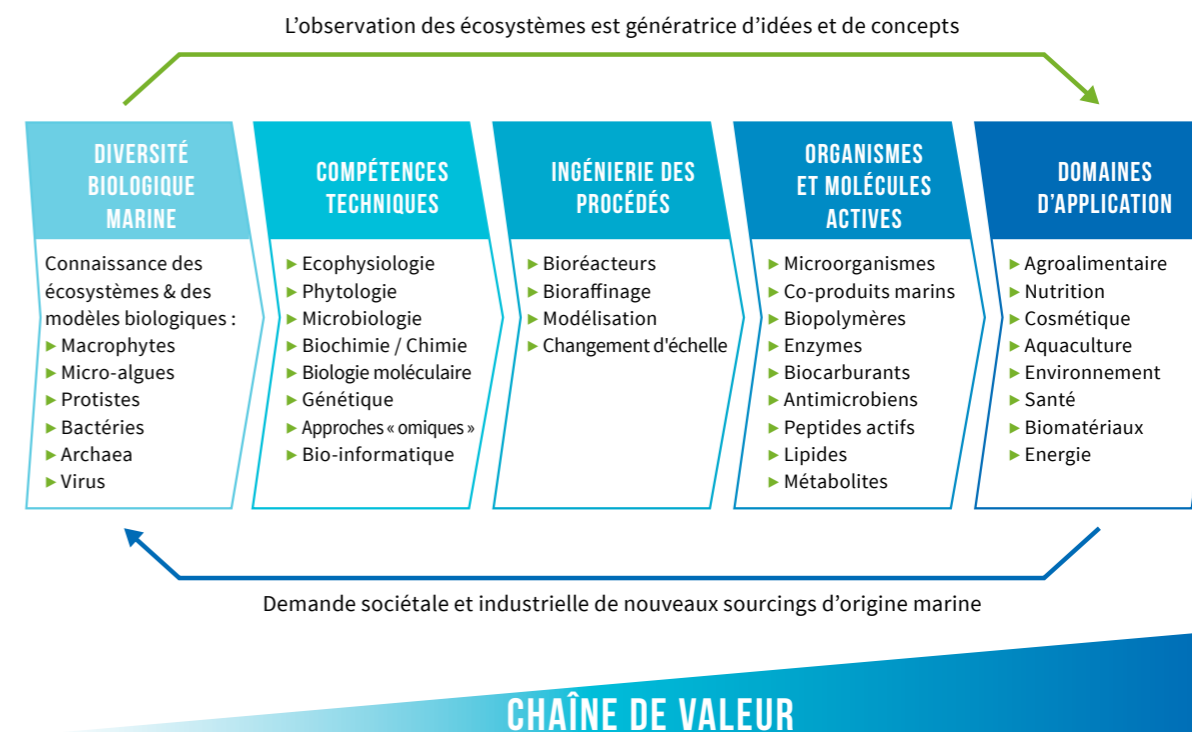 L’observation des écosystèmes est génératrice d’idées et de concepts
DIVERSITÉ
BIOLOGIQUE
MARINE
Connaissance des
écosystèmes & des
modèles biologiques :
▶ Macrophytes
▶ Micro-algues
▶ Protistes
▶ Bactéries
▶ Archaea
▶ Virus
COMPÉTENCES
TECHNIQUES
▶ Ecophysiologie
▶ Phytologie
▶ Microbiologie
▶ Biochimie / Chimie
▶ Biologie moléculaire
▶ Génétique
▶ Approches « omiques »
▶ Bio-informatique
INGÉNIERIE DES
PROCÉDÉS
▶ Bioréacteurs
▶ Bioraffinage
▶ Modélisation
▶ Changement d'échelle
ORGANISMES
ET MOLÉCULES
ACTIVES
▶ Microorganismes
▶ Co-produits marins
▶ Biopolymères
▶ Enzymes
▶ Biocarburants
▶ Antimicrobiens
▶ Peptides actifs
▶ Lipides
▶ Métabolites
DOMAINES
D’APPLICATION
▶ Agroalimentaire
▶ Nutrition
▶ Cosmétique
▶ Aquaculture
▶ Environnement
▶ Santé
▶ Biomatériaux
▶ Energie
Demande sociétale et industrielle de nouveaux sourcings d’origine marine
CHAÎNE DE VALEUR